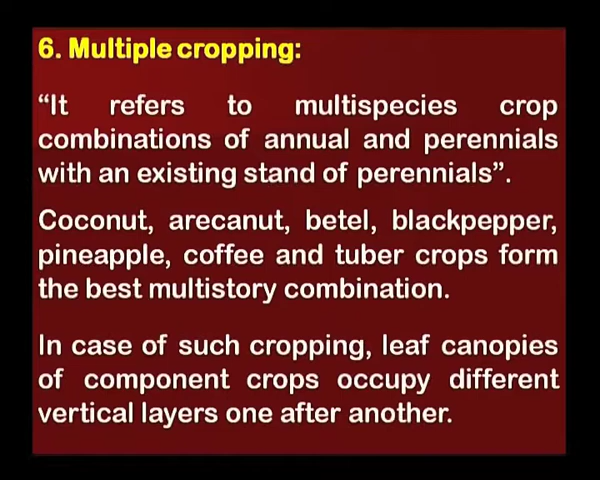 6. Multiple cropping:
“It refers to multispecies crop
combinations of annual and perennials
with an existing stand of perennials”.
Coconut, arecanut, betel, blackpepper,
pineapple, coffee and tuber crops form
the best multistory combination.
In case of such cropping, leaf canopies
of component crops occupy different
vertical layers one after another.